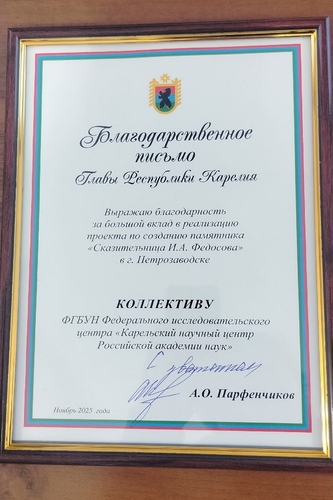 Благодарственное
письмо
Главы Республики Карелия
Выражаю благодарность
за большой вклад в реализацию
проекта по созданию памятника
«Сказительница И.А. Федосова»
в г. Петрозаводске
КОЛЛЕКТИВУ
ФГБУН Федерального исследовательского
центра «Карельский научный центр
Российской академии наук»
С уважением
А.О. Парфенчиков
Ноябрь 2025 года